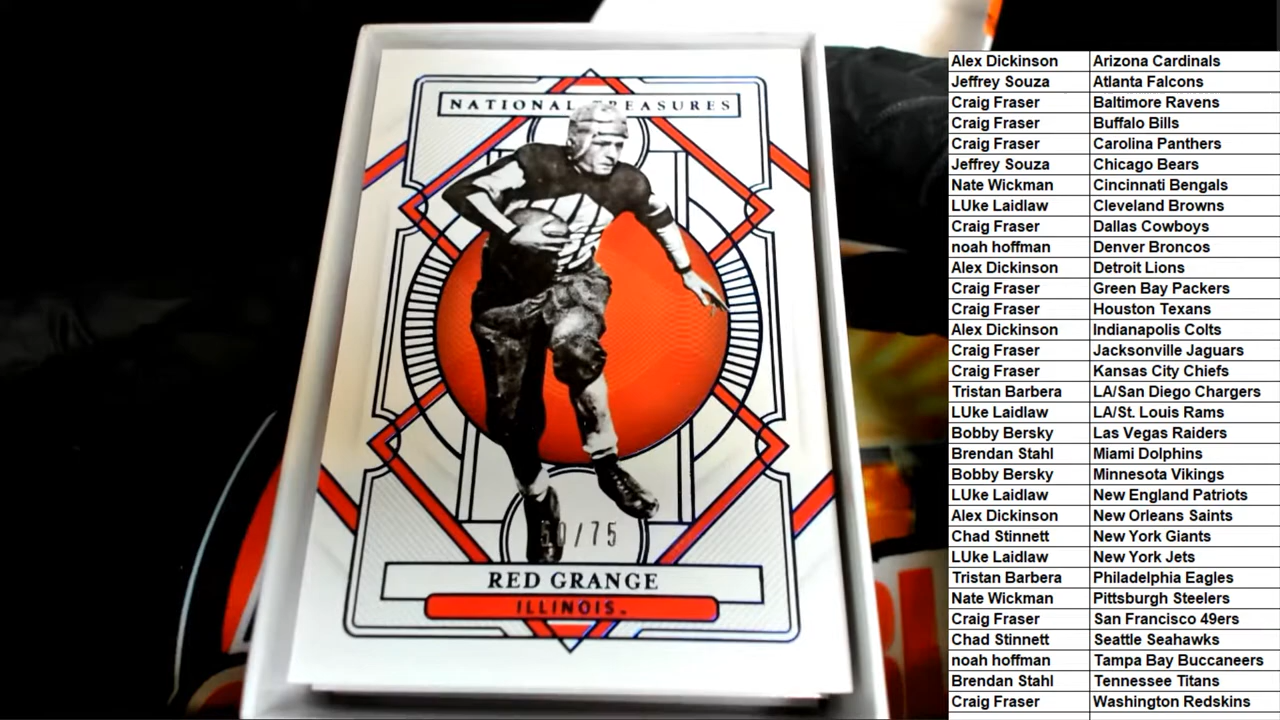 NATIONAL TREASURES
50/75
RED GRANGE
ILLINOIS
Alex Dickinson Arizona Cardinals
Jeffrey Souza Atlanta Falcons
Craig Fraser Baltimore Ravens
Craig Fraser Buffalo Bills
Craig Fraser Carolina Panthers
Jeffrey Souza Chicago Bears
Nate Wickman Cincinnati Bengals
LUke Laidlaw Cleveland Browns
Craig Fraser Dallas Cowboys
noah hoffman Denver Broncos
Alex Dickinson Detroit Lions
Craig Fraser Green Bay Packers
Craig Fraser Houston Texans
Alex Dickinson Indianapolis Colts
Craig Fraser Jacksonville Jaguars
Craig Fraser Kansas City Chiefs
Tristan Barbera LA/San Diego Chargers
LUke Laidlaw LA/St. Louis Rams
Bobby Bersky Las Vegas Raiders
Brendan Stahl Miami Dolphins
Bobby Bersky Minnesota Vikings
LUke Laidlaw New England Patriots
Alex Dickinson New Orleans Saints
Chad Stinnett New York Giants
LUke Laidlaw New York Jets
Tristan Barbera Philadelphia Eagles
Nate Wickman Pittsburgh Steelers
Craig Fraser San Francisco 49ers
Chad Stinnett Seattle Seahawks
noah hoffman Tampa Bay Buccaneers
Brendan Stahl Tennessee Titans
Craig Fraser Washington Redskins